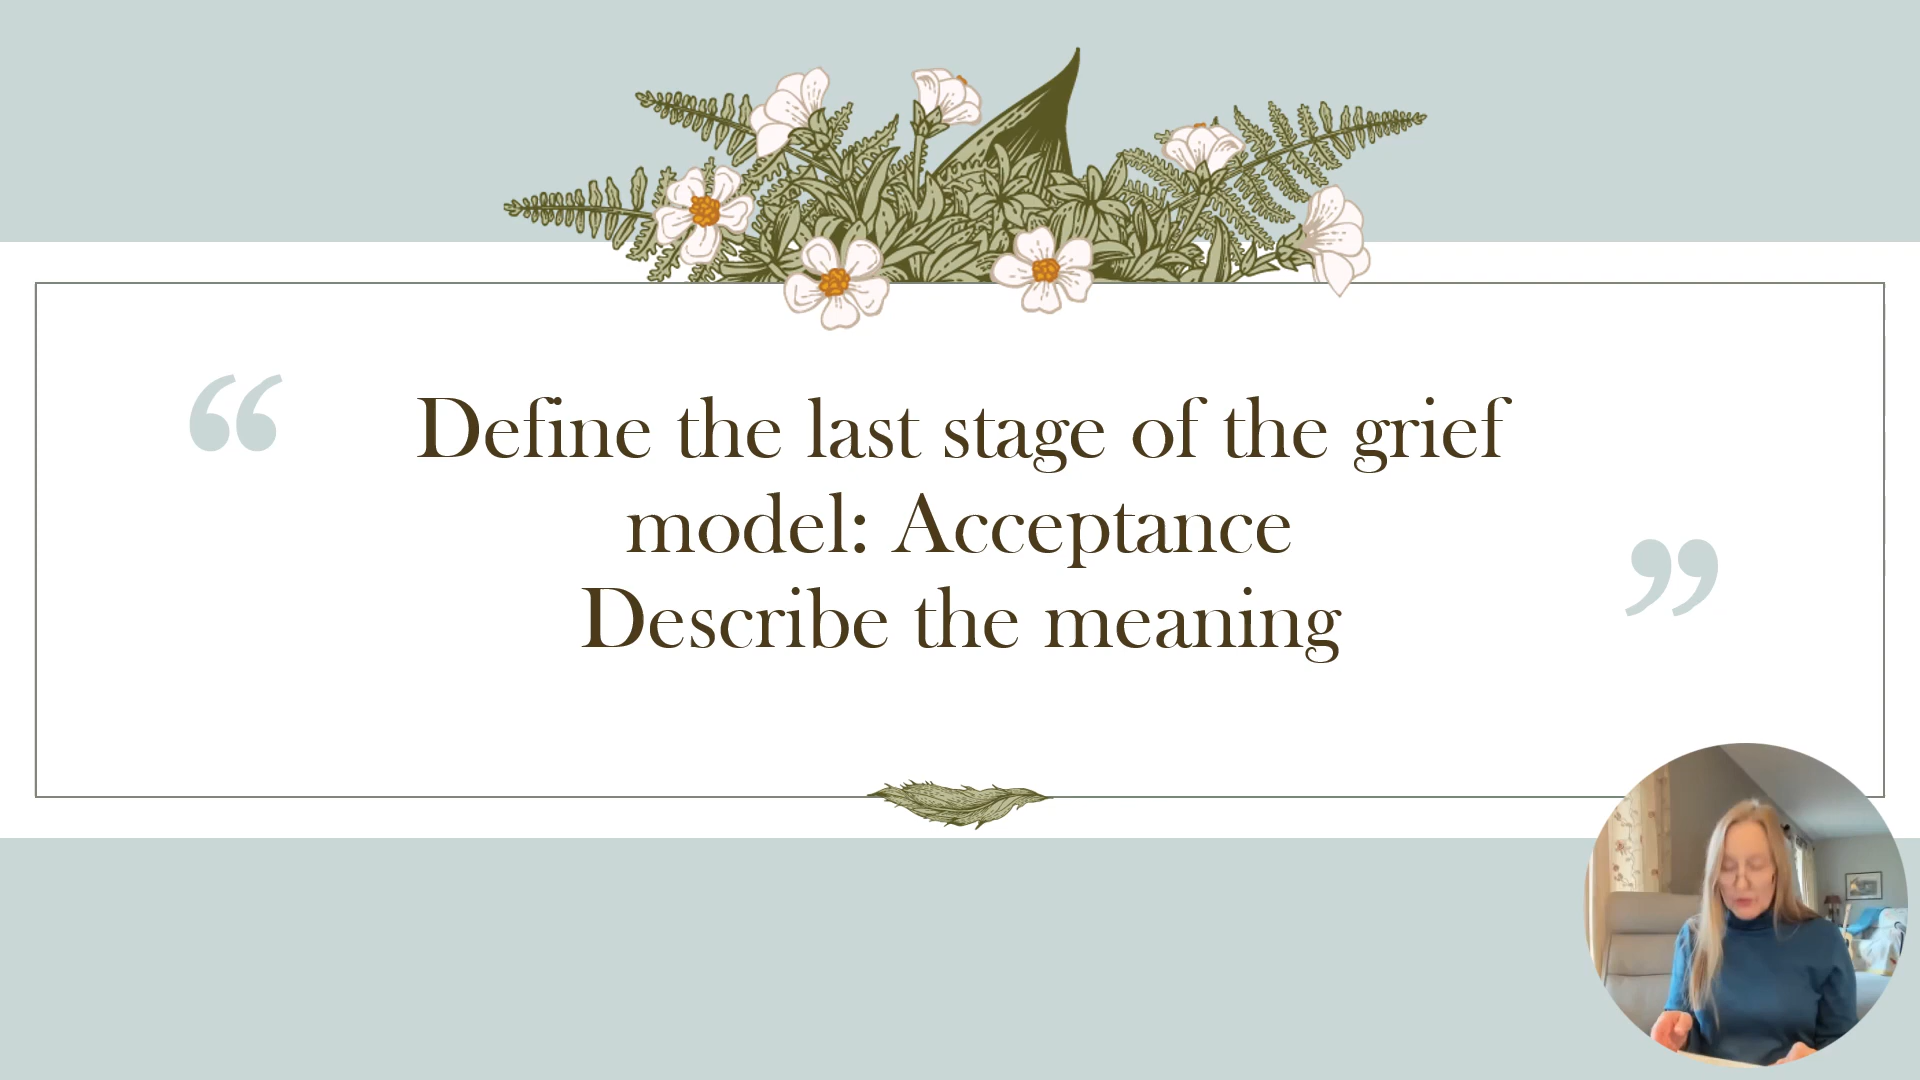 “Define the last stage of the grief
model: Acceptance
Describe the meaning”